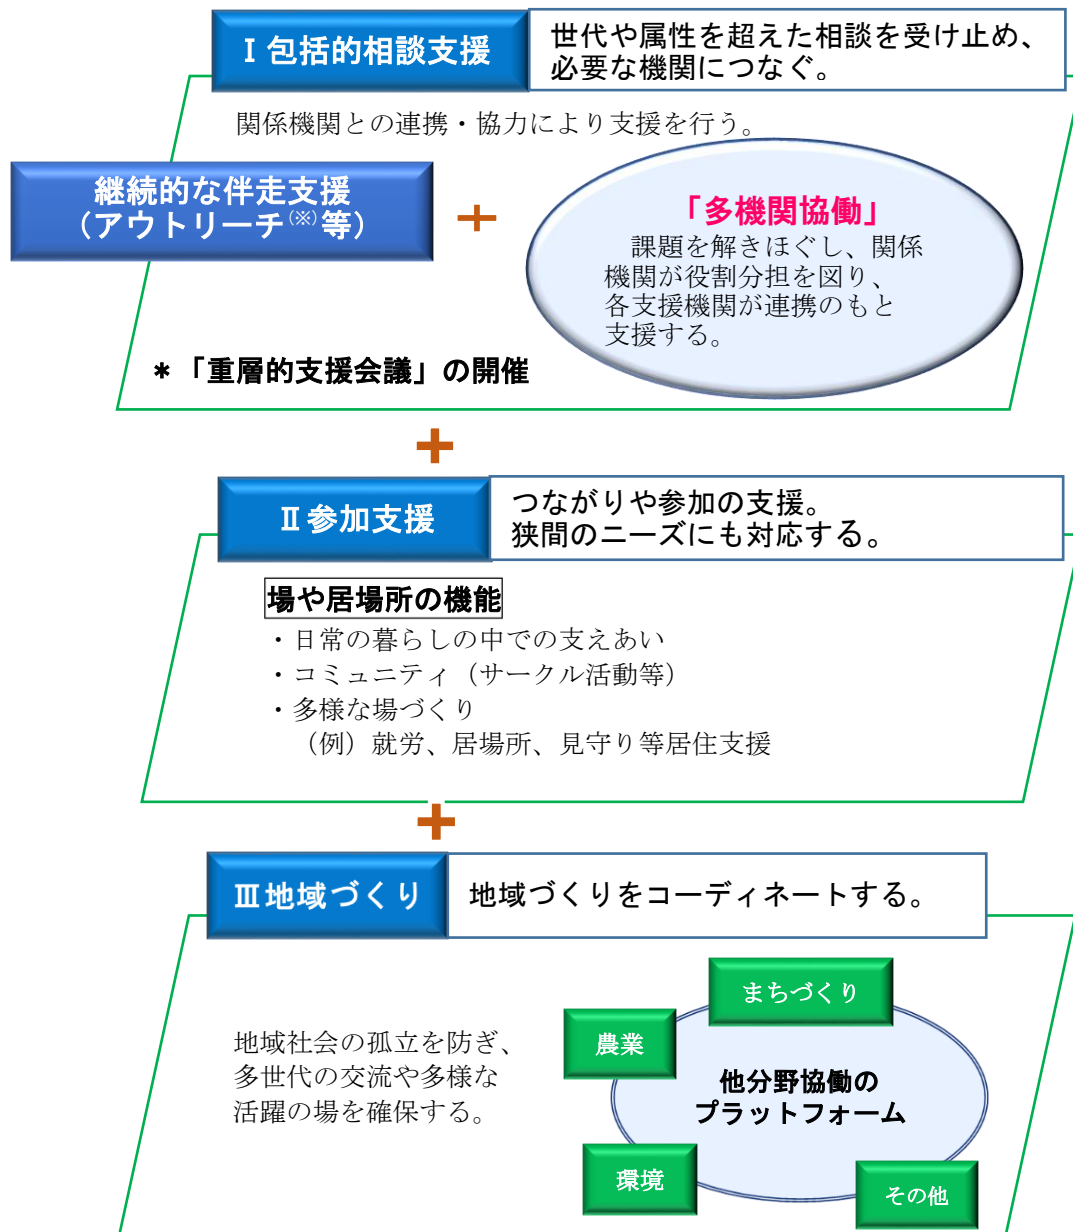 Ⅰ包括的相談支援
世代や属性を超えた相談を受け止め、
必要な機関につなぐ。
関係機関との連携・協力により支援を行う。
継続的な伴走支援
（アウトリーチ(※)等）
＋
「多機関協働」
課題を解きほぐし、関係
機関が役割分担を図り、
各支援機関が連携のもと
支援する。
＊「重層的支援会議」の開催
＋
Ⅱ参加支援
つながりや参加の支援。
狭間のニーズにも対応する。
場や居場所の機能
・日常の暮らしの中での支えあい
・コミュニティ（サークル活動等）
・多様な場づくり
（例）就労、居場所、見守り等居住支援
＋
Ⅲ地域づくり
地域づくりをコーディネートする。
地域社会の孤立を防ぎ、
多世代の交流や多様な
活躍の場を確保する。
まちづくり
農業
他分野協働の
プラットフォーム
環境
その他